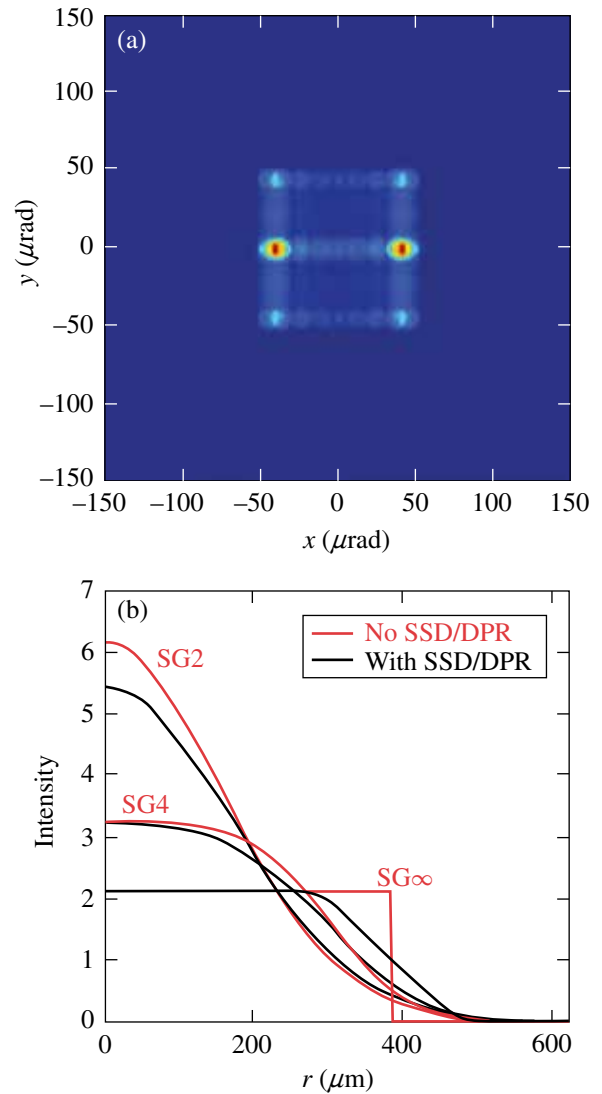 (a)
150
100
50
0
−50
−100
−150
y (μrad)
−150 −100 −50 0 50 100 150
x (μrad)
(b)
7
6
5
4
3
2
1
0
Intensity
No SSD/DPR
With SSD/DPR
SG2
SG4
SG∞
0 200 400 600
r (μm)